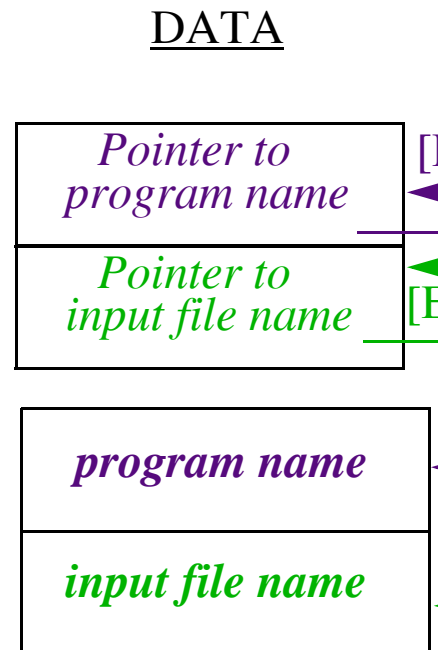 DATA
Pointer to
program name
Pointer to
input file name
program name
input file name